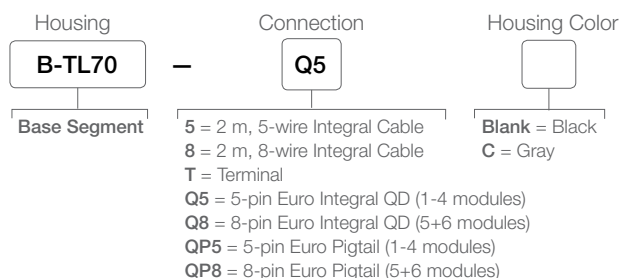 Housing Connection Housing Color
B-TL70 – Q5
Base Segment
5 = 2 m, 5-wire Integral Cable
8 = 2 m, 8-wire Integral Cable
T = Terminal
Q5 = 5-pin Euro Integral QD (1-4 modules)
Q8 = 8-pin Euro Integral QD (5+6 modules)
QP5 = 5-pin Euro Pigtail (1-4 modules)
QP8 = 8-pin Euro Pigtail (5+6 modules)
Blank = Black
C = Gray